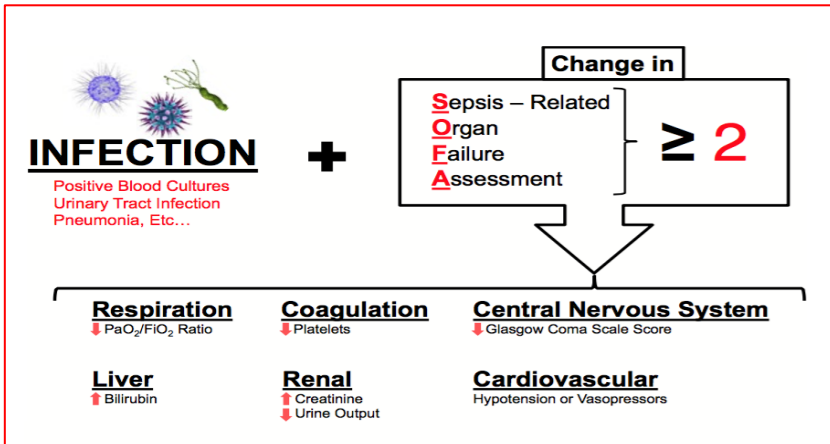 Change in
Sepsis – Related
Organ
Failure
Assessment
≥ 2
INFECTION
+
Positive Blood Cultures
Urinary Tract Infection
Pneumonia, Etc...
Respiration
↓PaO₂/FiO₂ Ratio
Coagulation
↓Platelets
Central Nervous System
↓Glasgow Coma Scale Score
Liver
↑Bilirubin
Renal
↑Creatinine
↓Urine Output
Cardiovascular
Hypotension or Vasopressors